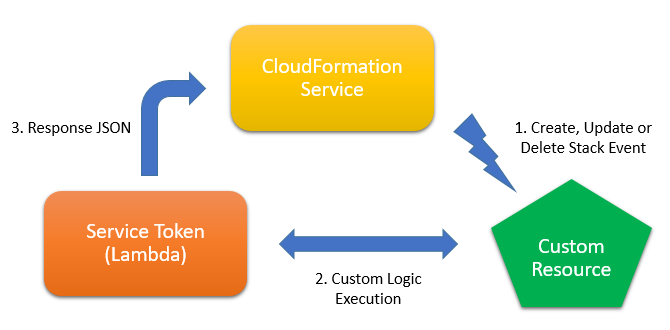 CloudFormation
Service
3. Response JSON
1. Create, Update or
Delete Stack Event
Service Token
(Lambda)
Custom
Resource
2. Custom Logic
Execution